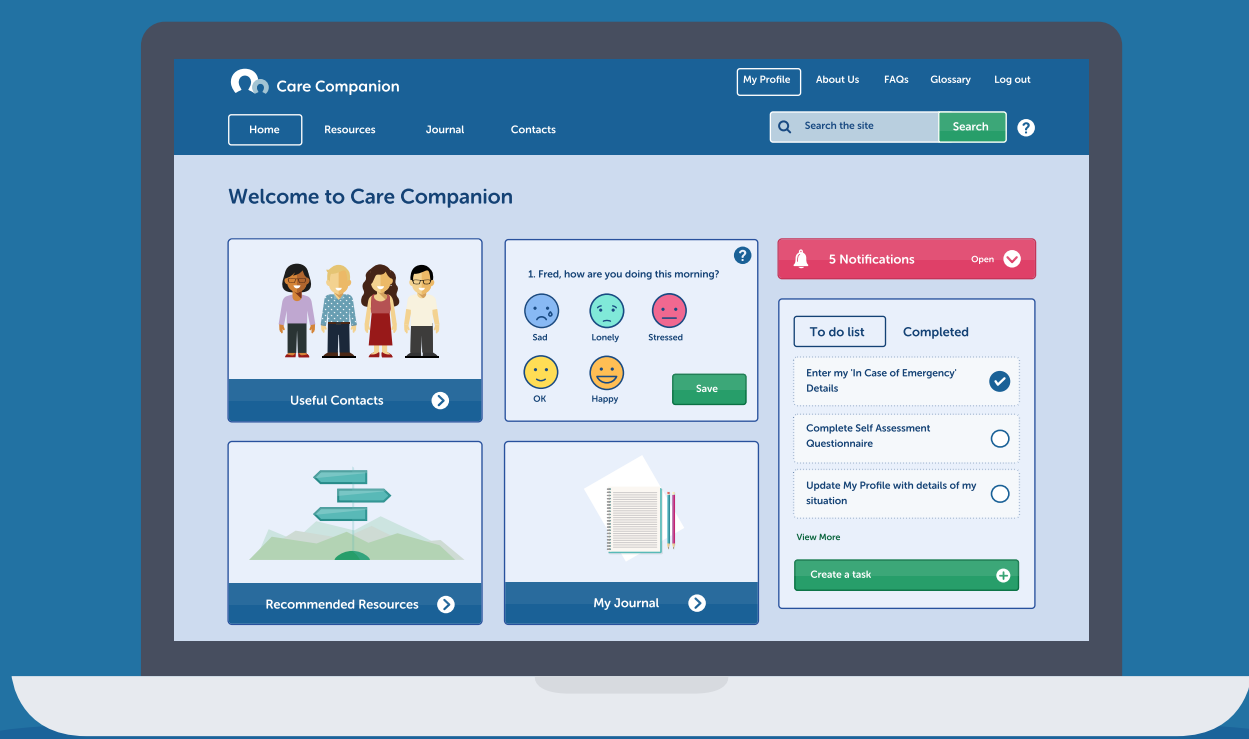 Care Companion
My Profile
About Us
FAQs
Glossary
Log out
Home
Resources
Journal
Contacts
Search the site
Search
?
Welcome to Care Companion
Useful Contacts
?
1. Fred, how are you doing this morning?
Sad
Lonely
Stressed
OK
Happy
Save
5 Notifications
Open
To do list
Completed
Enter my 'In Case of Emergency'
Details
Complete Self Assessment
Questionnaire
Update My Profile with details of my
situation
View More
Create a task
Recommended Resources
My Journal